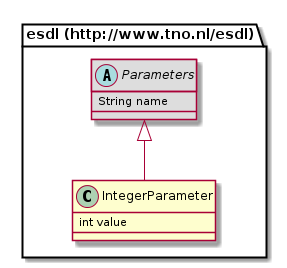 esdl (http://www.tno.nl/esdl)
A Parameters
String name
C IntegerParameter
int value